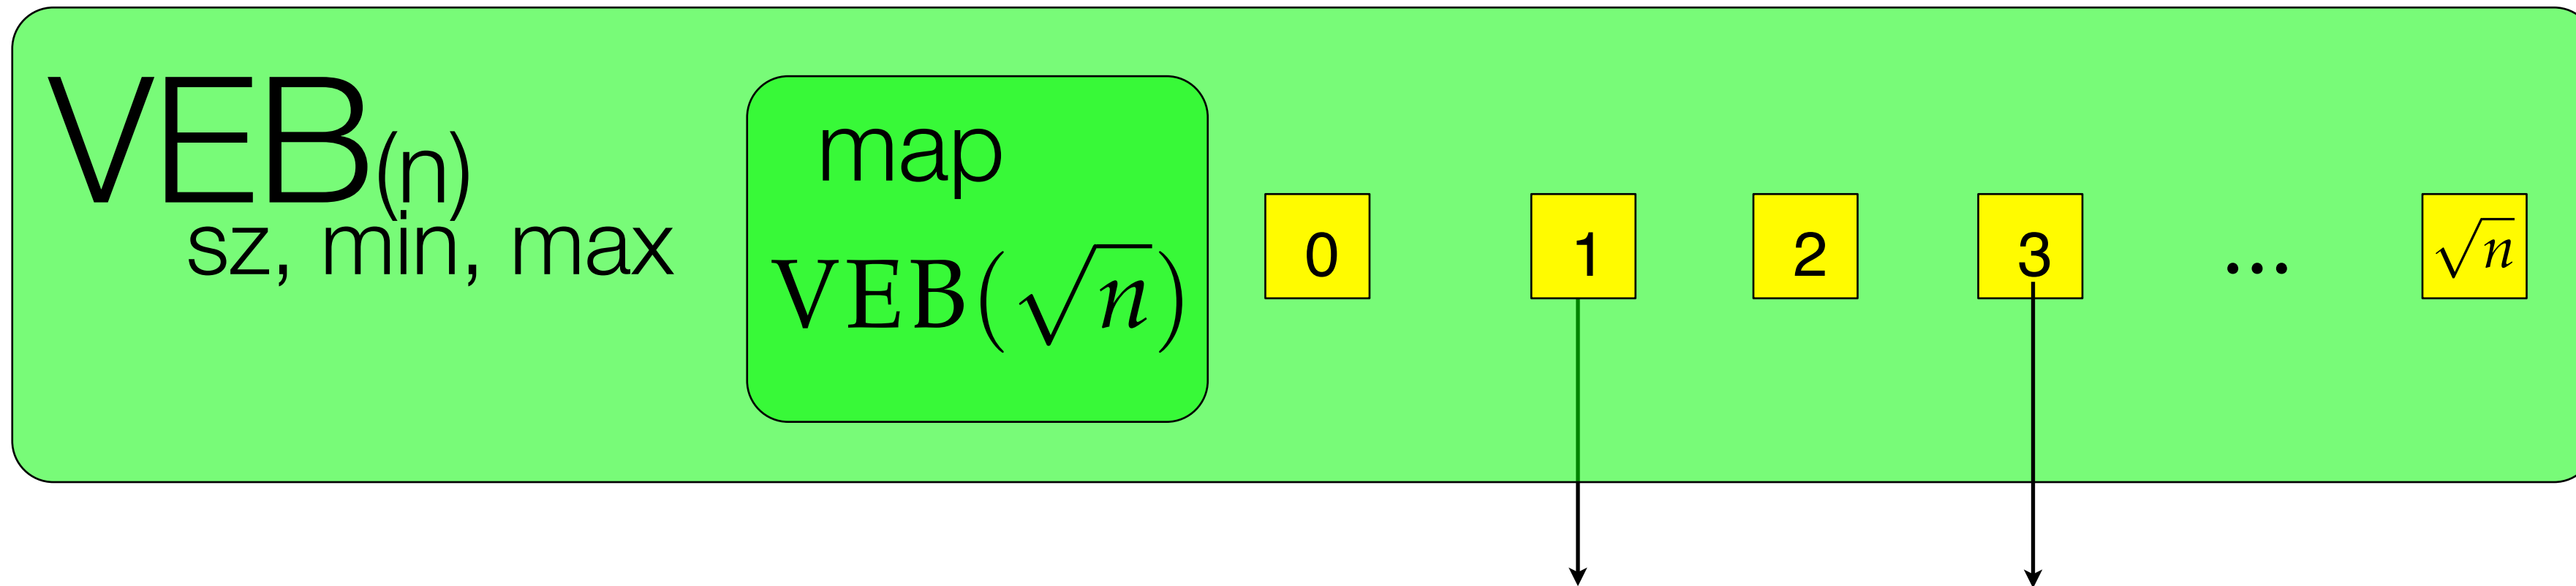 VEB(n)
sz, min, max
map
VEB(√n)
0 1 2 3 ... √n